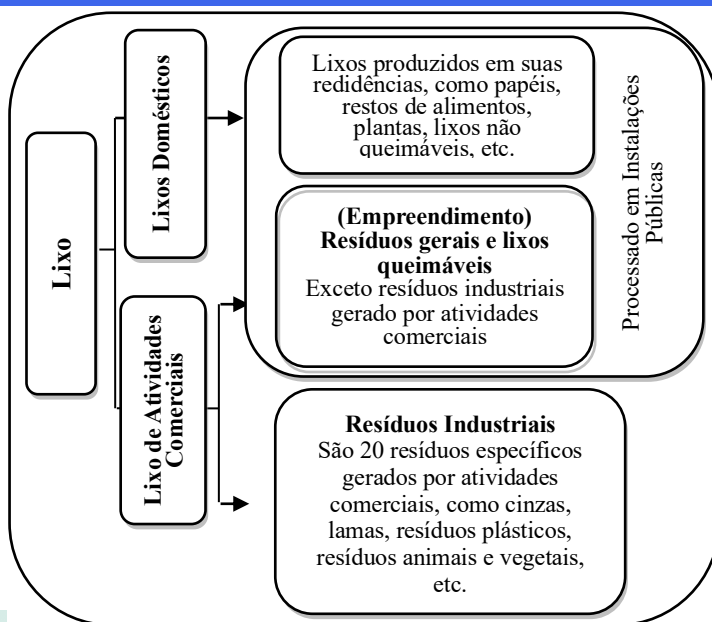 Lixo
Lixos Domésticos
Lixos produzidos em suas
redidências, como papéis,
restos de alimentos,
plantas, lixos não
queimáveis, etc.
(Empreendimento)
Resíduos gerais e lixos
queimáveis
Exceto resíduos industriais
gerado por atividades
comerciais
Processado em Instalações
Públicas
Lixo de Atividades
Comerciais
Resíduos Industriais
São 20 resíduos específicos
gerados por atividades
comerciais, como cinzas,
lamas, resíduos plásticos,
resíduos animais e vegetais,
etc.